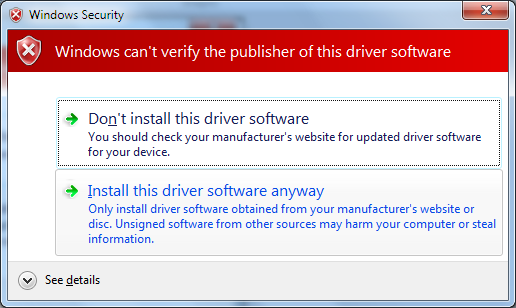 Windows Security
Windows can't verify the publisher of this driver software
Don't install this driver software
You should check your manufacturer's website for updated driver software
for your device.
Install this driver software anyway
Only install driver software obtained from your manufacturer's website or
disc. Unsigned software from other sources may harm your computer or steal
information.
See details